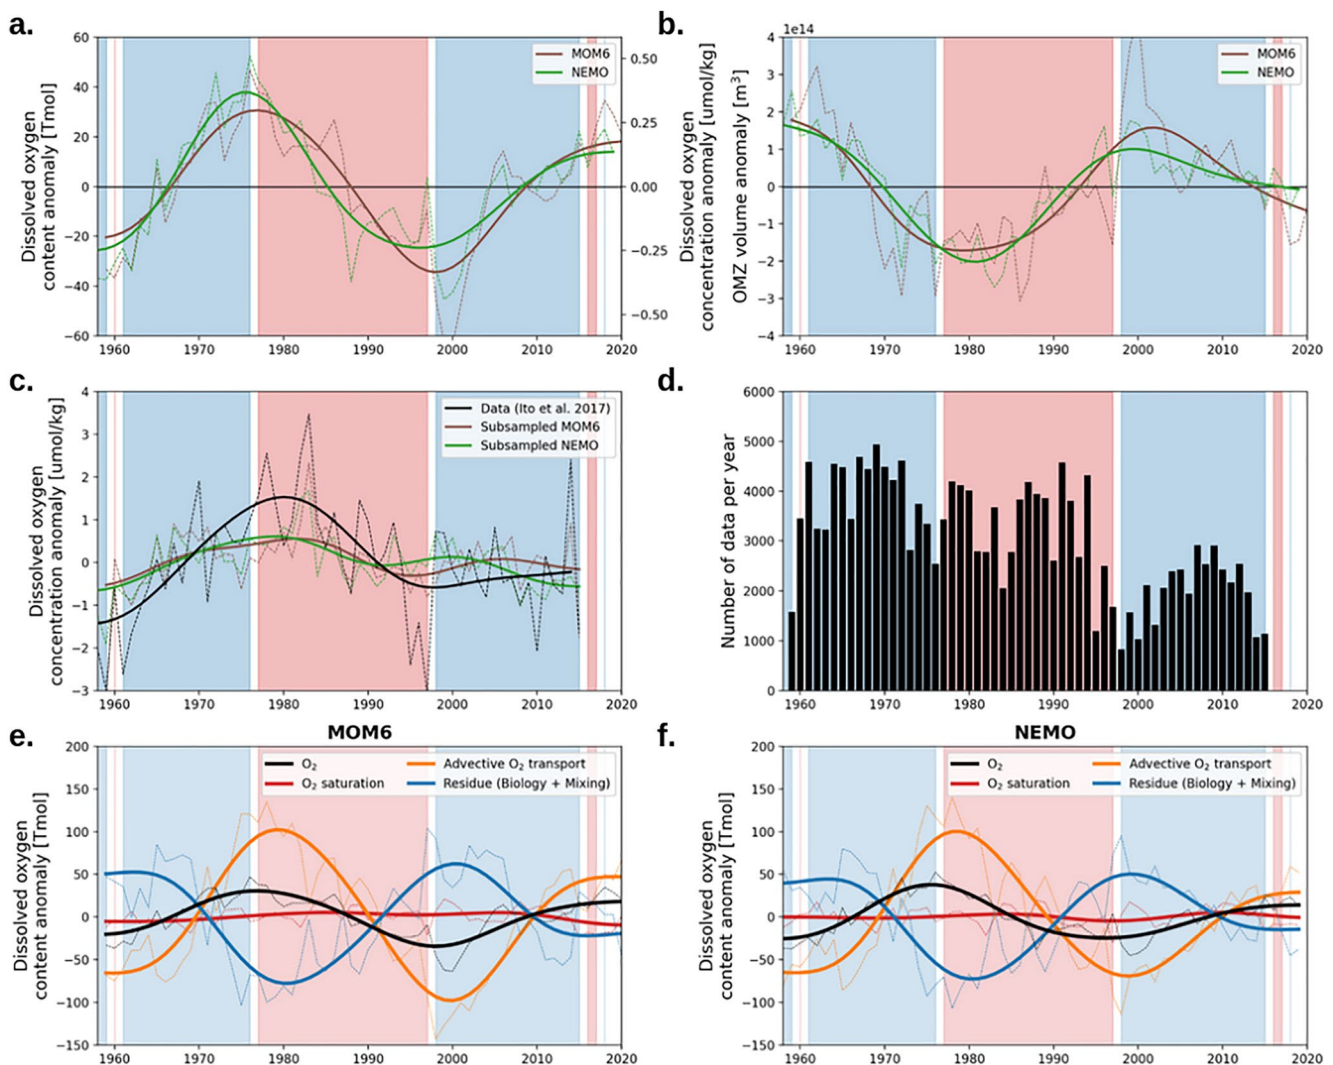 a.
60
40
20
0
−20
−40
−60
Dissolved oxygen
content anomaly [Tmol]
MOM6
NEMO
0.50
0.25
0.00
−0.25
−0.50
Dissolved oxygen
concentration anomaly [umol/kg]
1960 1970 1980 1990 2000 2010 2020
b.
1e14
4
3
2
1
0
−1
−2
−3
−4
OMZ volume anomaly [m³]
MOM6
NEMO
1960 1970 1980 1990 2000 2010 2020
c.
4
3
2
1
0
−1
−2
−3
Dissolved oxygen
concentration anomaly [umol/kg]
Data (Ito et al. 2017)
Subsampled MOM6
Subsampled NEMO
1960 1970 1980 1990 2000 2010 2020
d.
6000
5000
4000
3000
2000
1000
0
Number of data per year
1960 1970 1980 1990 2000 2010 2020
e.
MOM6
200
150
100
50
0
−50
−100
−150
Dissolved oxygen
content anomaly [Tmol]
O₂ Advective O₂ transport
O₂ saturation Residue (Biology + Mixing)
1960 1970 1980 1990 2000 2010 2020
f.
NEMO
200
150
100
50
0
−50
−100
−150
Dissolved oxygen
content anomaly [Tmol]
O₂ Advective O₂ transport
O₂ saturation Residue (Biology + Mixing)
1960 1970 1980 1990 2000 2010 2020